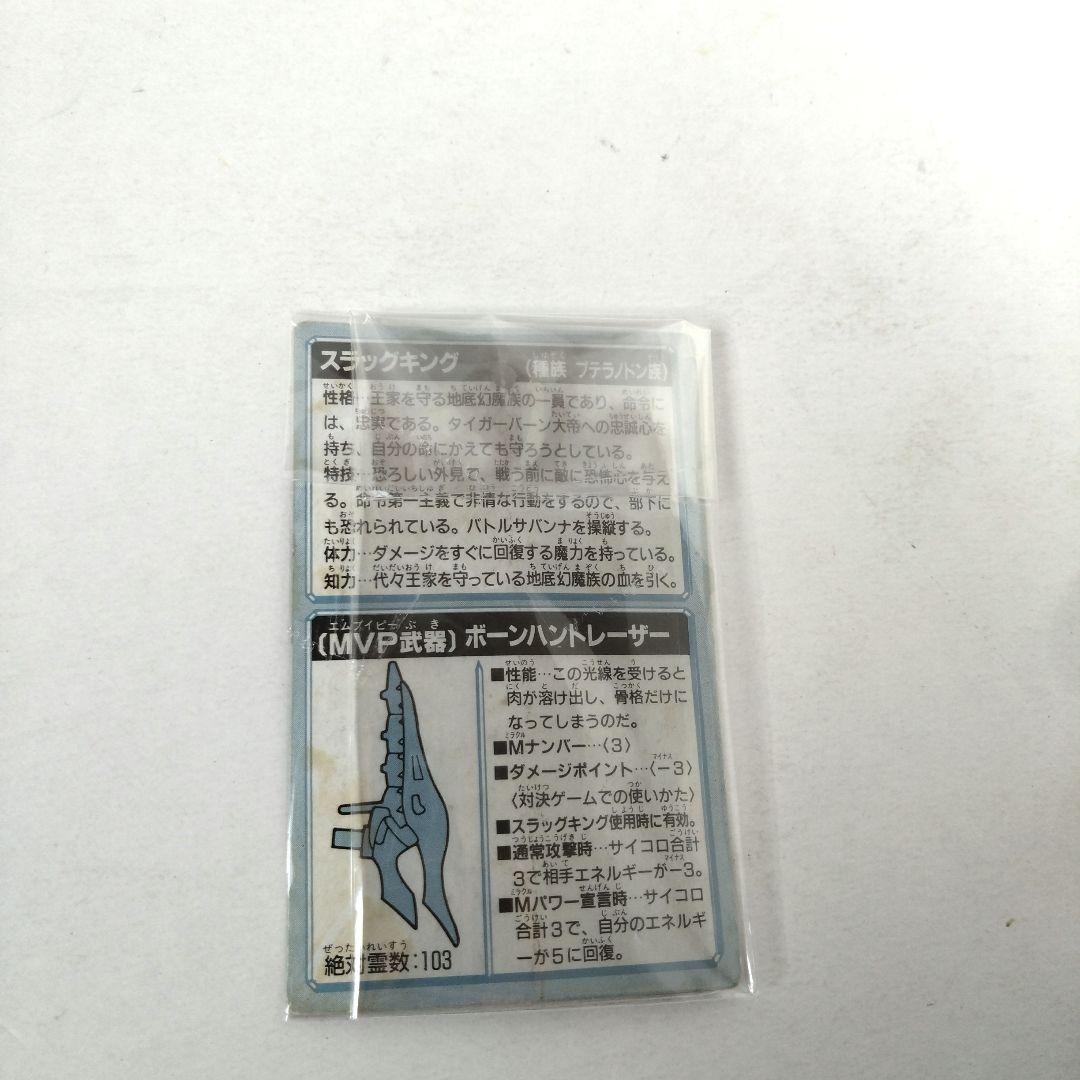 スラッグキング (種族 プテラノドン族)
性格…王家を守る地底幻魔族の一員であり、命令に
は、忠実である。タイガーバーン大帝への忠誠心を
持ち、自分の命にかえても守ろうとしている。
特技…恐ろしい外見で、戦う前に敵に恐怖心を与え
る。命令第一主義で非情な行動をするので、部下に
も恐れられている。バトルサバンナを操縦する。
体力…ダメージをすぐに回復する魔力を持っている。
知力…代々王家を守っている地底幻魔族の血を引く。
(MVP武器) ボーンハントレーザー
■性能…この光線を受けると
肉が溶け出し、骨格だけに
なってしまうのだ。
■Mナンバー…〈3〉
■ダメージポイント…〈−3〉
〈対決ゲームでの使いかた〉
■スラッグキング使用時に有効。
■通常攻撃時…サイコロ合計
3で相手エネルギーが−3。
■Mパワー宣言時…サイコロ
合計3で、自分のエネルギ
ーが5に回復。
絶対霊数:103